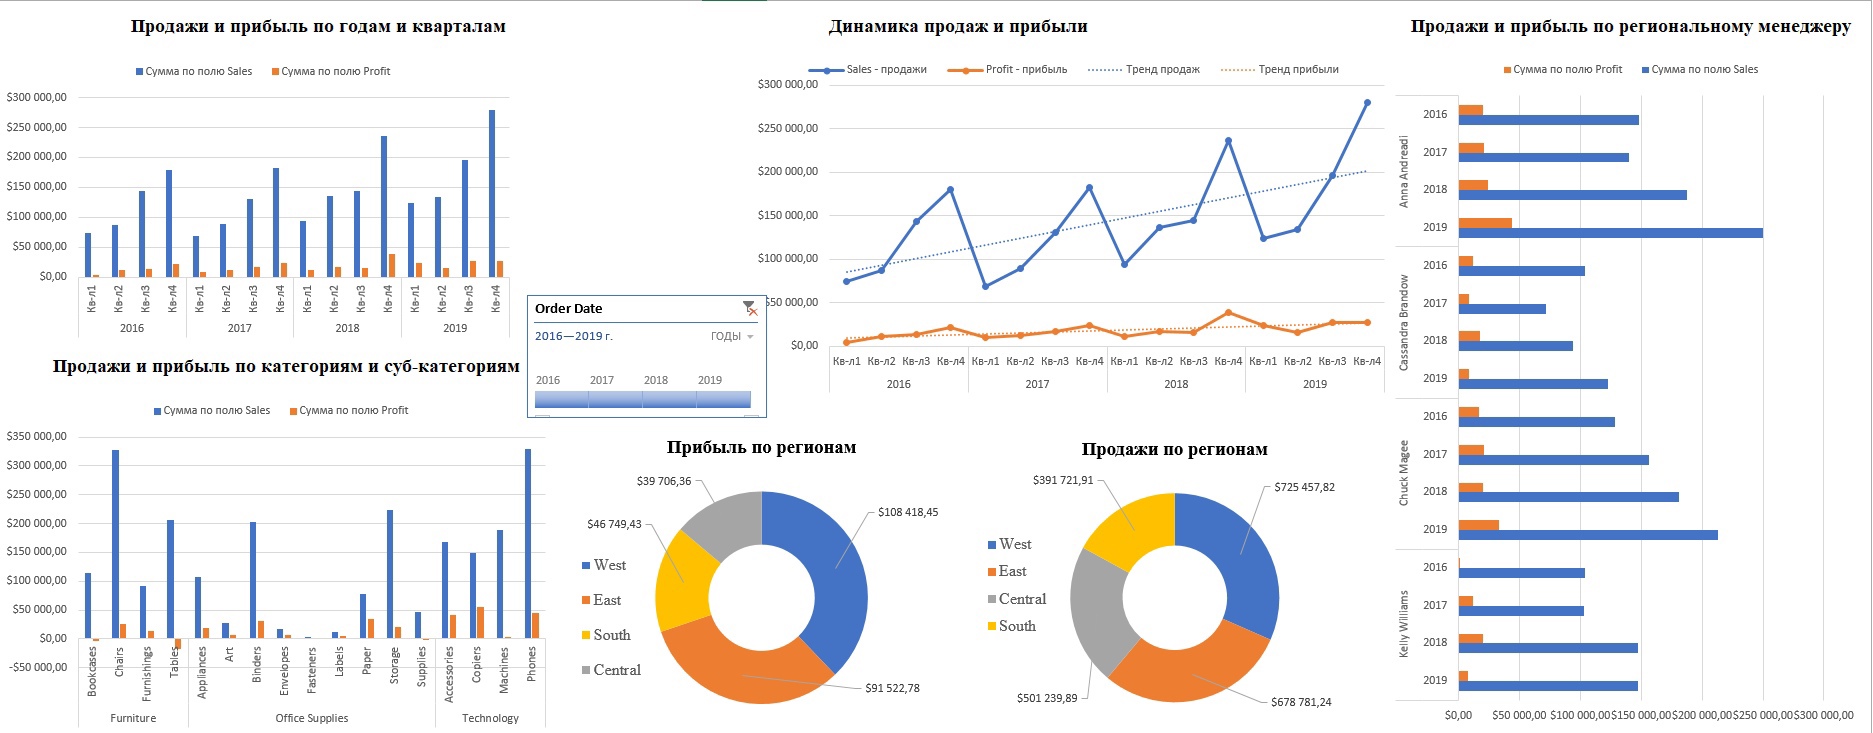 Продажи и прибыль по годам и кварталам
Сумма по полю Sales
Сумма по полю Profit
$300 000,00
$250 000,00
$200 000,00
$150 000,00
$100 000,00
$50 000,00
$0,00
Кв-л1 Кв-л2 Кв-л3 Кв-л4 Кв-л1 Кв-л2 Кв-л3 Кв-л4 Кв-л1 Кв-л2 Кв-л3 Кв-л4 Кв-л1 Кв-л2 Кв-л3 Кв-л4
2016 2017 2018 2019
Order Date
2016—2019 г.
ГОДЫ
2016 2017 2018 2019
Динамика продаж и прибыли
Sales - продажи
Profit - прибыль
Тренд продаж
Тренд прибыли
$300 000,00
$250 000,00
$200 000,00
$150 000,00
$100 000,00
$50 000,00
$0,00
Кв-л1 Кв-л2 Кв-л3 Кв-л4 Кв-л1 Кв-л2 Кв-л3 Кв-л4 Кв-л1 Кв-л2 Кв-л3 Кв-л4 Кв-л1 Кв-л2 Кв-л3 Кв-л4
2016 2017 2018 2019
Продажи и прибыль по региональному менеджеру
Сумма по полю Profit
Сумма по полю Sales
Anna Andreadi
2016
2017
2018
2019
Cassandra Brandow
2016
2017
2018
2019
Chuck Magee
2016
2017
2018
2019
Kelly Williams
2016
2017
2018
2019
$0,00 $50 000,00 $100 000,00 $150 000,00 $200 000,00 $250 000,00 $300 000,00
Продажи и прибыль по категориям и суб-категориям
Сумма по полю Sales
Сумма по полю Profit
$350 000,00
$300 000,00
$250 000,00
$200 000,00
$150 000,00
$100 000,00
$50 000,00
$0,00
-$50 000,00
Bookcases Chairs Furnishings Tables Appliances Art Binders Envelopes Fasteners Labels Paper Storage Supplies Accessories Copiers Machines Phones
Furniture Office Supplies Technology
Прибыль по регионам
$39 706,36
$108 418,45
$46 749,43
$91 522,78
West
East
South
Central
Продажи по регионам
$391 721,91
$725 457,82
$501 239,89
$678 781,24
West
East
Central
South